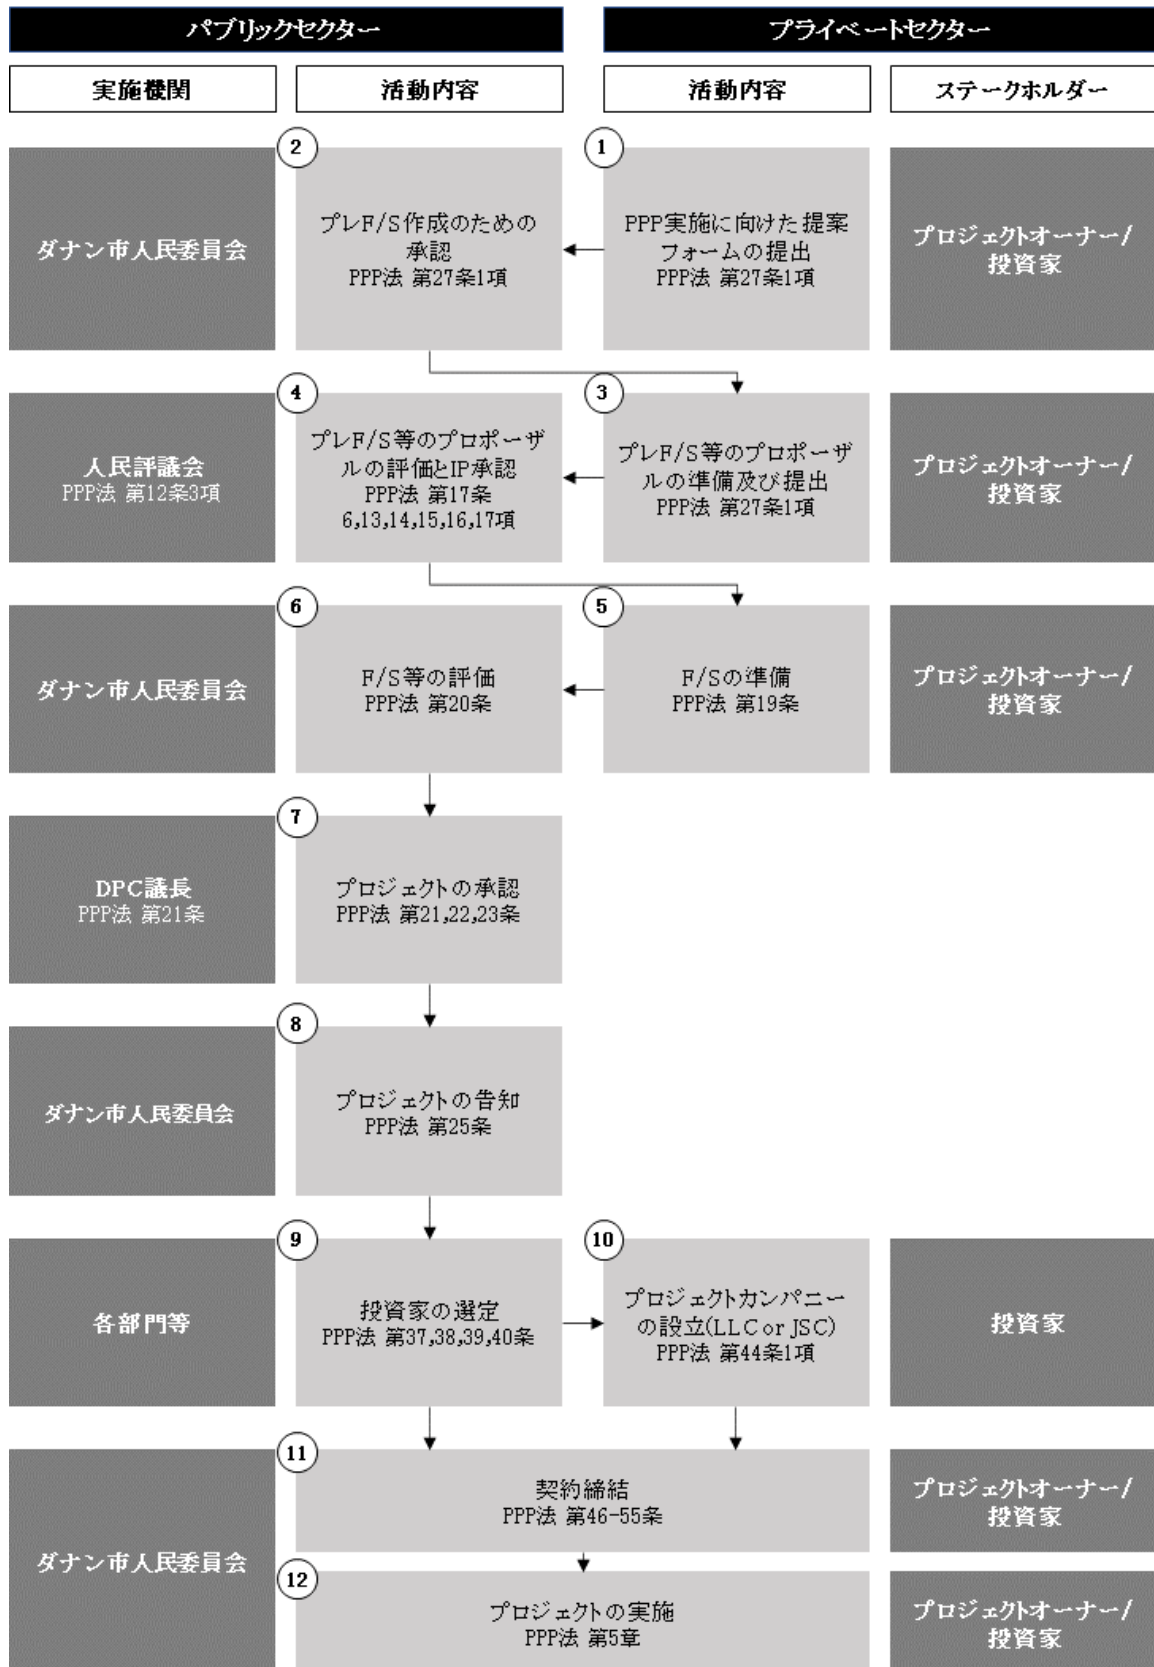 パブリックセクター
プライベートセクター
実施機関
活動内容
活動内容
ステークホルダー
2
1
ダナン市人民委員会
プレF/S作成のための
承認
PPP法 第27条1項
PPP実施に向けた提案
フォームの提出
PPP法 第27条1項
プロジェクトオーナー/
投資家
4
3
人民評議会
PPP法 第12条3項
プレF/S等のプロポーザ
ルの評価とIP承認
PPP法 第17条
6,13,14,15,16,17項
プレF/S等のプロポーザ
ルの準備及び提出
PPP法 第27条1項
プロジェクトオーナー/
投資家
6
5
ダナン市人民委員会
F/S等の評価
PPP法 第20条
F/Sの準備
PPP法 第19条
プロジェクトオーナー/
投資家
7
DPC議長
PPP法 第21条
プロジェクトの承認
PPP法 第21,22,23条
8
ダナン市人民委員会
プロジェクトの告知
PPP法 第25条
9
10
各部門等
投資家の選定
PPP法 第37,38,39,40条
プロジェクトカンパニー
の設立(LLC or JSC)
PPP法 第44条1項
投資家
11
契約締結
PPP法 第46-55条
プロジェクトオーナー/
投資家
ダナン市人民委員会
12
プロジェクトの実施
PPP法 第5章
プロジェクトオーナー/
投資家